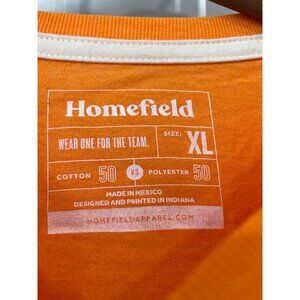 Homefield
WEAR ONE FOR THE TEAM. SIZE: XL
COTTON 50 VS POLYESTER 50
MADE IN MEXICO
DESIGNED AND PRINTED IN INDIANA
HOMEFIELDAPPAREL.COM